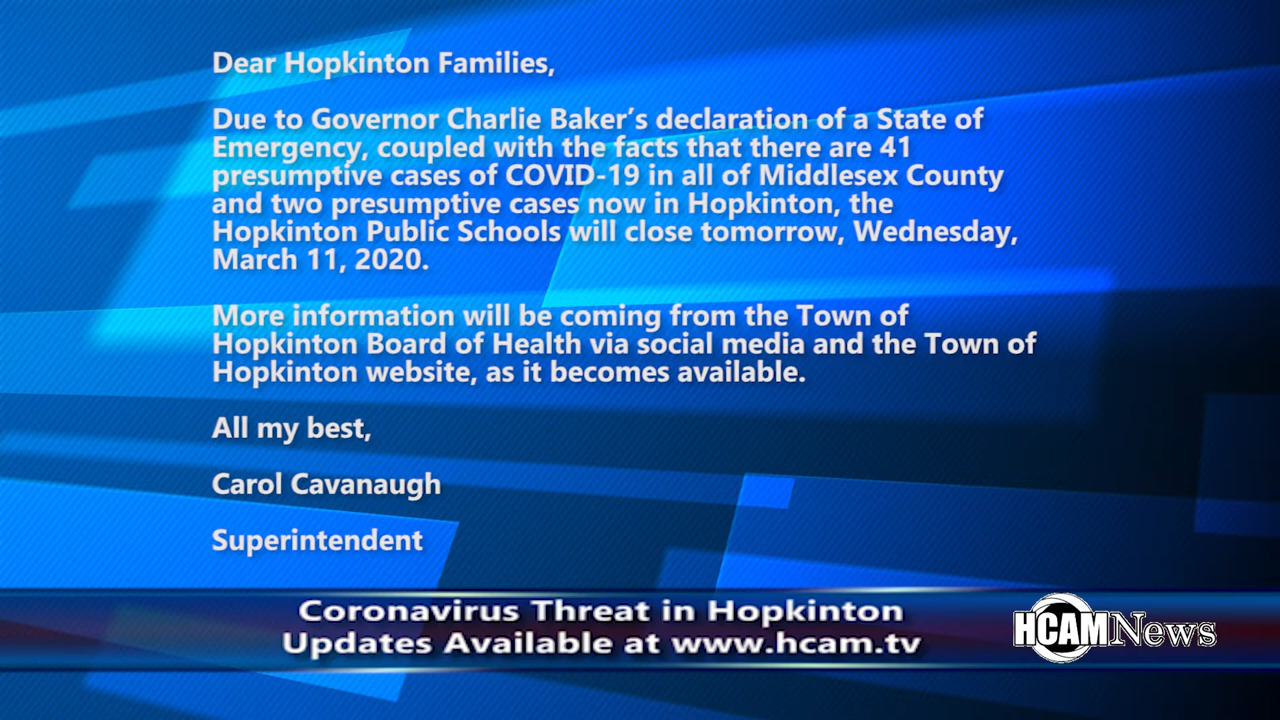 Dear Hopkinton Families,
Due to Governor Charlie Baker's declaration of a State of
Emergency, coupled with the facts that there are 41
presumptive cases of COVID-19 in all of Middlesex County
and two presumptive cases now in Hopkinton, the
Hopkinton Public Schools will close tomorrow, Wednesday,
March 11, 2020.
More information will be coming from the Town of
Hopkinton Board of Health via social media and the Town of
Hopkinton website, as it becomes available.
All my best,
Carol Cavanaugh
Superintendent
Coronavirus Threat in Hopkinton
Updates Available at www.hcam.tv
HCAM News